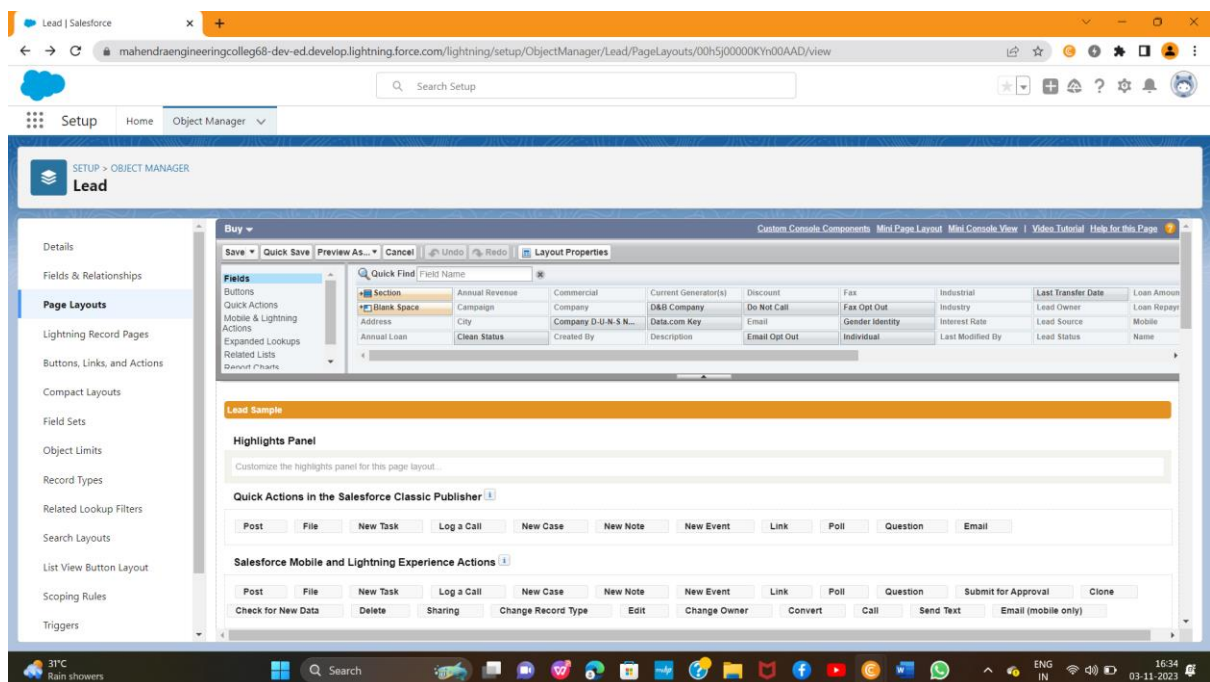 Lead | Salesforce
mahendraengineeringcolleg68-dev-ed.develop.lightning.force.com/lightning/setup/ObjectManager/Lead/PageLayouts/00h5j00000KYn00AAD/view
Search Setup
Setup Home Object Manager
SETUP > OBJECT MANAGER
Lead
Details
Fields & Relationships
Page Layouts
Lightning Record Pages
Buttons, Links, and Actions
Compact Layouts
Field Sets
Object Limits
Record Types
Related Lookup Filters
Search Layouts
List View Button Layout
Scoping Rules
Triggers
Buy Custom Console Components Mini Page Layout Mini Console View | Video Tutorial Help for this Page
Save Quick Save Preview As... Cancel Undo Redo Layout Properties
Fields
Buttons
Quick Actions
Mobile & Lightning
Actions
Expanded Lookups
Related Lists
Report Charts
Quick Find Field Name
Section Annual Revenue Commercial Current Generator(s) Discount Fax Industrial Last Transfer Date Loan Amoun
Blank Space Campaign Company D&B Company Do Not Call Fax Opt Out Industry Lead Owner Loan Repay
Address City Company D-U-N-S N... Data.com Key Email Gender Identity Interest Rate Lead Source Mobile
Annual Loan Clean Status Created By Description Email Opt Out Individual Last Modified By Lead Status Name
Lead Sample
Highlights Panel
Customize the highlights panel for this page layout...
Quick Actions in the Salesforce Classic Publisher
Post File New Task Log a Call New Case New Note New Event Link Poll Question Email
Salesforce Mobile and Lightning Experience Actions
Post File New Task Log a Call New Case New Note New Event Link Poll Question Submit for Approval Clone
Check for New Data Delete Sharing Change Record Type Edit Change Owner Convert Call Send Text Email (mobile only)
31°C
Rain showers
Search
ENG
IN
16:34
03-11-2023